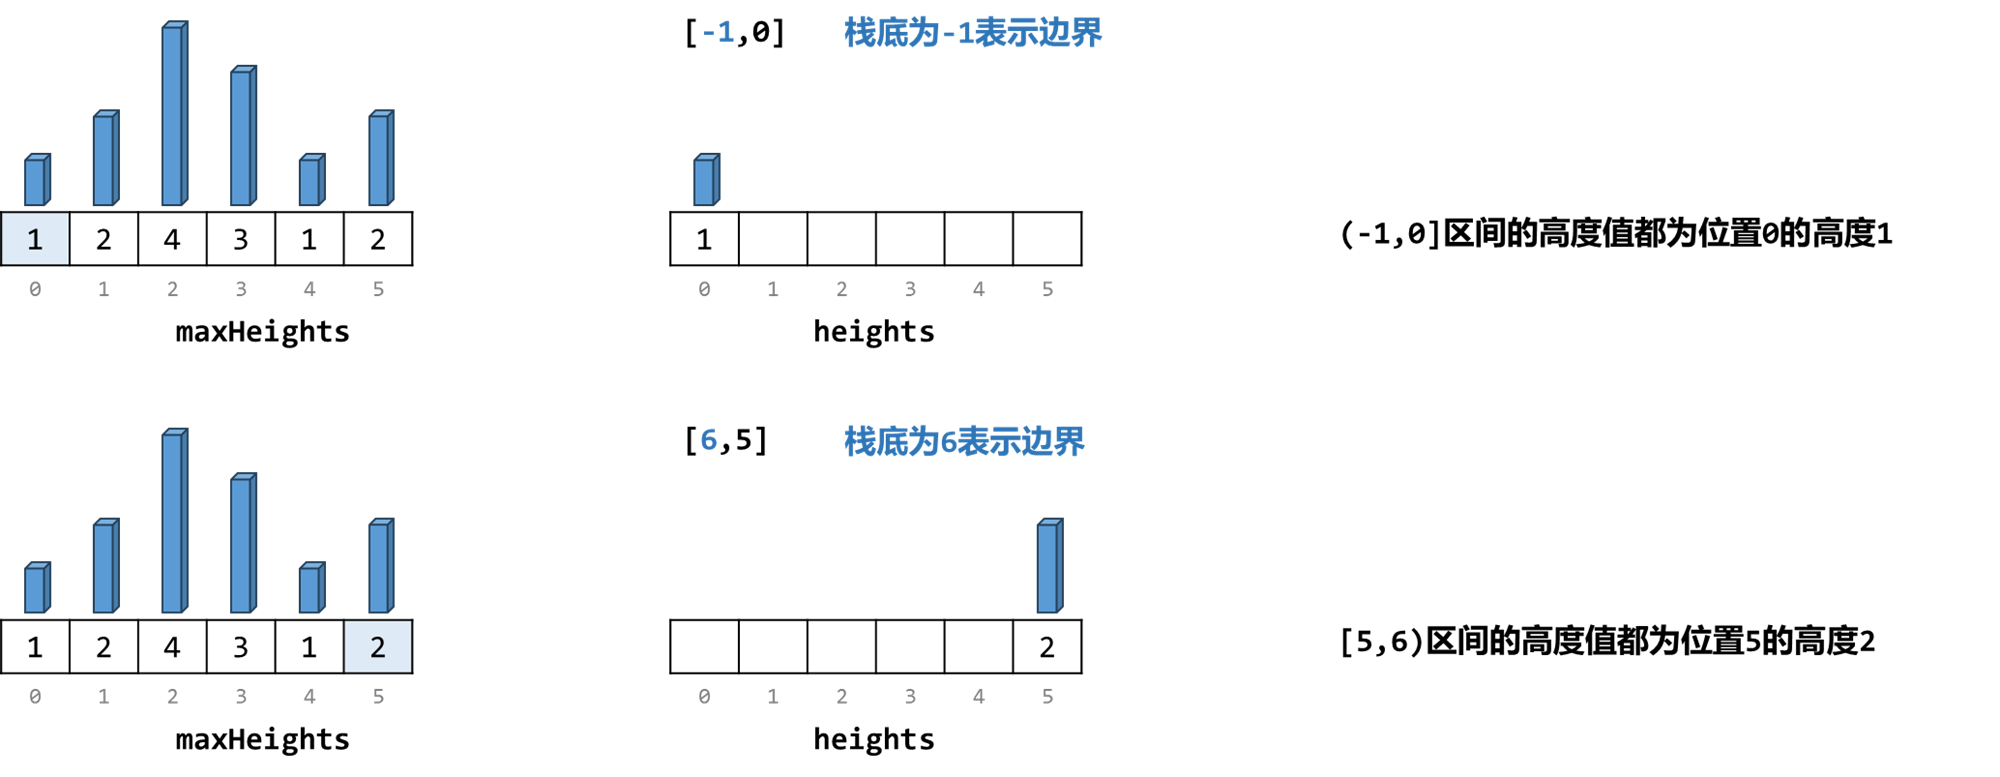 [-1,0] 栈底为-1表示边界
1 2 4 3 1 2
1
(-1,0]区间的高度值都为位置0的高度1
0 1 2 3 4 5
0 1 2 3 4 5
maxHeights
heights
[6,5] 栈底为6表示边界
1 2 4 3 1 2
2
[5,6)区间的高度值都为位置5的高度2
0 1 2 3 4 5
0 1 2 3 4 5
maxHeights
heights